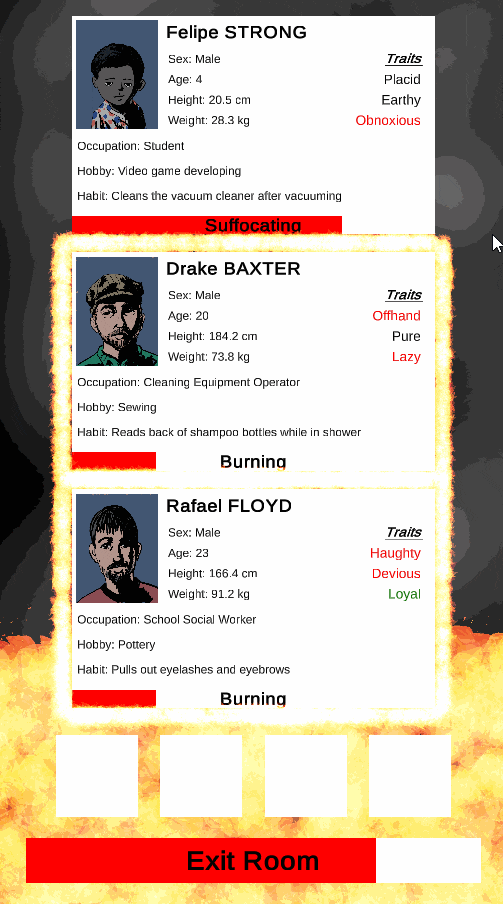 Felipe STRONG
Sex: Male Traits
Age: 4 Placid
Height: 20.5 cm Earthy
Weight: 28.3 kg Obnoxious
Occupation: Student
Hobby: Video game developing
Habit: Cleans the vacuum cleaner after vacuuming
Suffocating
Drake BAXTER
Sex: Male Traits
Age: 20 Offhand
Height: 184.2 cm Pure
Weight: 73.8 kg Lazy
Occupation: Cleaning Equipment Operator
Hobby: Sewing
Habit: Reads back of shampoo bottles while in shower
Burning
Rafael FLOYD
Sex: Male Traits
Age: 23 Haughty
Height: 166.4 cm Devious
Weight: 91.2 kg Loyal
Occupation: School Social Worker
Hobby: Pottery
Habit: Pulls out eyelashes and eyebrows
Burning
Exit Room